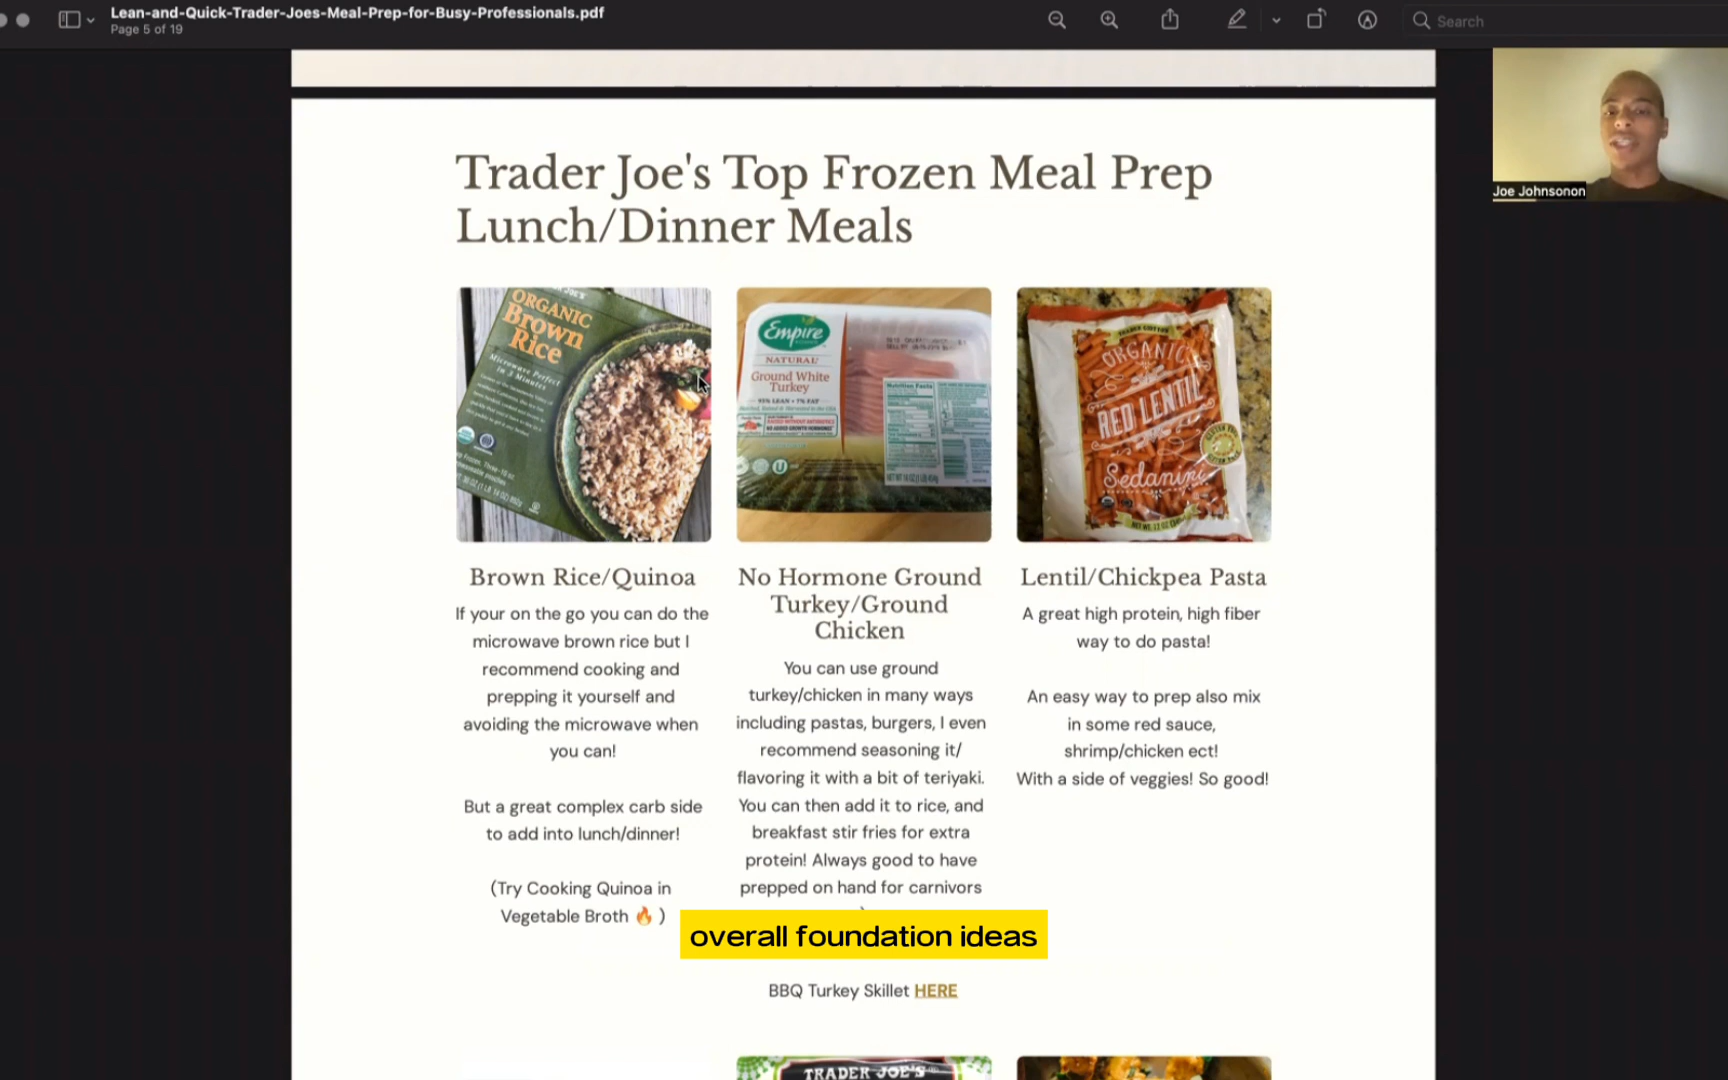 Lean-and-Quick-Trader-Joes-Meal-Prep-for-Busy-Professionals.pdf
Page 5 of 19
Search
Joe Johnsonon
Trader Joe's Top Frozen Meal Prep
Lunch/Dinner Meals
ORGANIC
Brown
Rice
Microwave Perfect
in 3 Minutes
Empire
NATURAL
Ground White
Turkey
ORGANIC
RED LENTIL
Sedanini
Brown Rice/Quinoa
If your on the go you can do the
microwave brown rice but I
recommend cooking and
prepping it yourself and
avoiding the microwave when
you can!
But a great complex carb side
to add into lunch/dinner!
(Try Cooking Quinoa in
Vegetable Broth 🔥 )
No Hormone Ground
Turkey/Ground
Chicken
You can use ground
turkey/chicken in many ways
including pastas, burgers, I even
recommend seasoning it/
flavoring it with a bit of teriyaki.
You can then add it to rice, and
breakfast stir fries for extra
protein! Always good to have
prepped on hand for carnivors
Lentil/Chickpea Pasta
A great high protein, high fiber
way to do pasta!
An easy way to prep also mix
in some red sauce,
shrimp/chicken ect!
With a side of veggies! So good!
overall foundation ideas
BBQ Turkey Skillet HERE
TRADER JOE'S